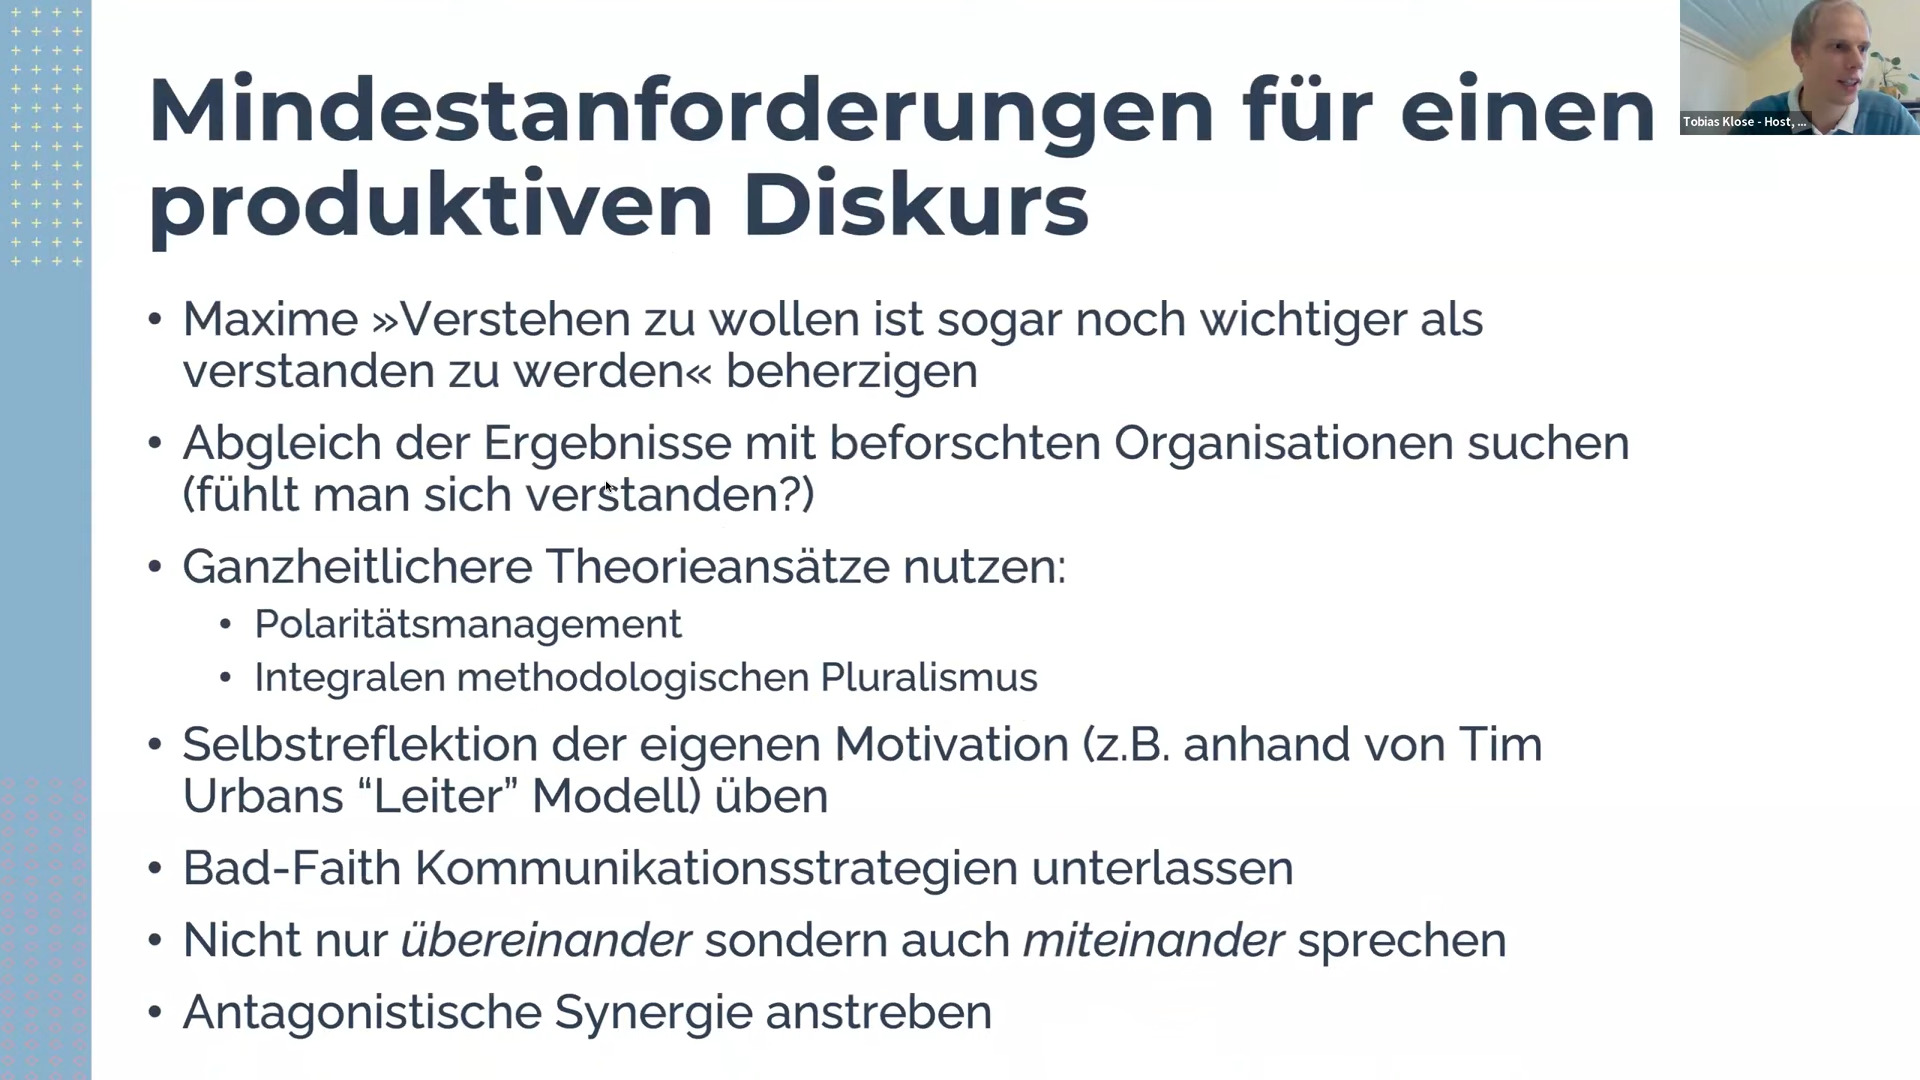 Mindestanforderungen für einen
produktiven Diskurs
• Maxime »Verstehen zu wollen ist sogar noch wichtiger als
verstanden zu werden« beherzigen
• Abgleich der Ergebnisse mit beforschten Organisationen suchen
(fühlt man sich verstanden?)
• Ganzheitlichere Theorieansätze nutzen:
• Polaritätsmanagement
• Integralen methodologischen Pluralismus
• Selbstreflektion der eigenen Motivation (z.B. anhand von Tim
Urbans “Leiter” Modell) üben
• Bad-Faith Kommunikationsstrategien unterlassen
• Nicht nur übereinander sondern auch miteinander sprechen
• Antagonistische Synergie anstreben
Tobias Klose - Host, ...